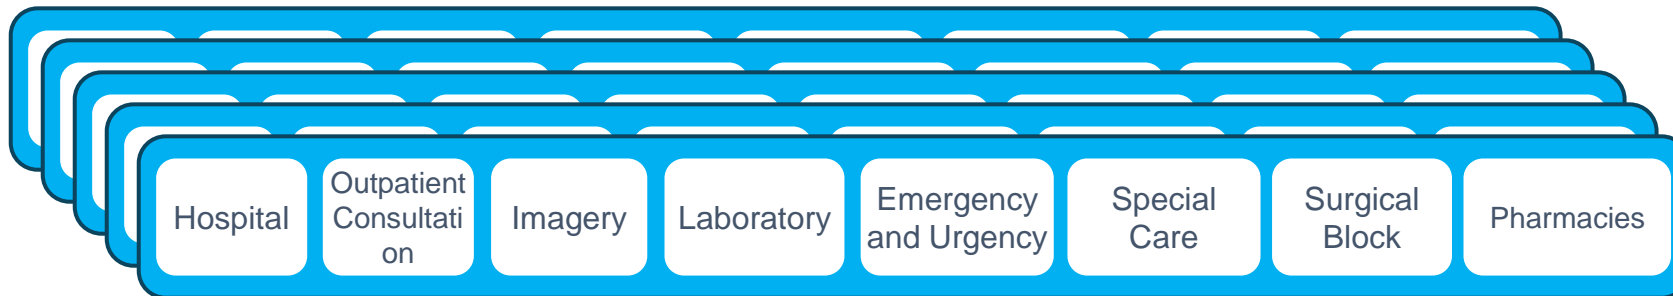 Hospital
Outpatient
Consultati
on
Imagery
Laboratory
Emergency
and Urgency
Special
Care
Surgical
Block
Pharmacies